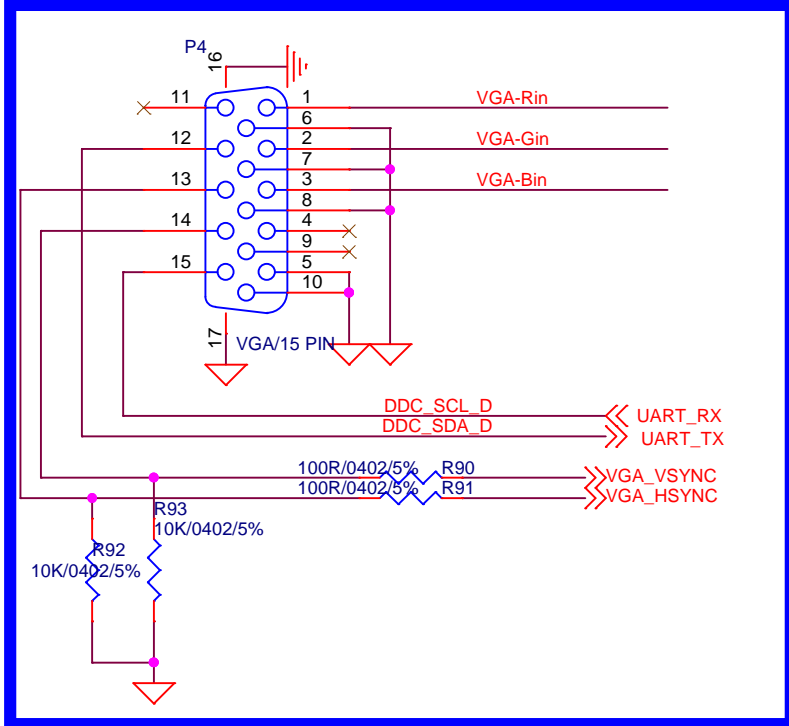 P4
16
11
1
VGA-Rin
6
12
2
VGA-Gin
7
13
3
VGA-Bin
8
14
4
9
15
5
10
17
VGA/15 PIN
DDC_SCL_D
UART_RX
DDC_SDA_D
UART_TX
100R/0402/5%
R90
VGA_VSYNC
100R/0402/5%
R91
VGA_HSYNC
R93
10K/0402/5%
R92
10K/0402/5%